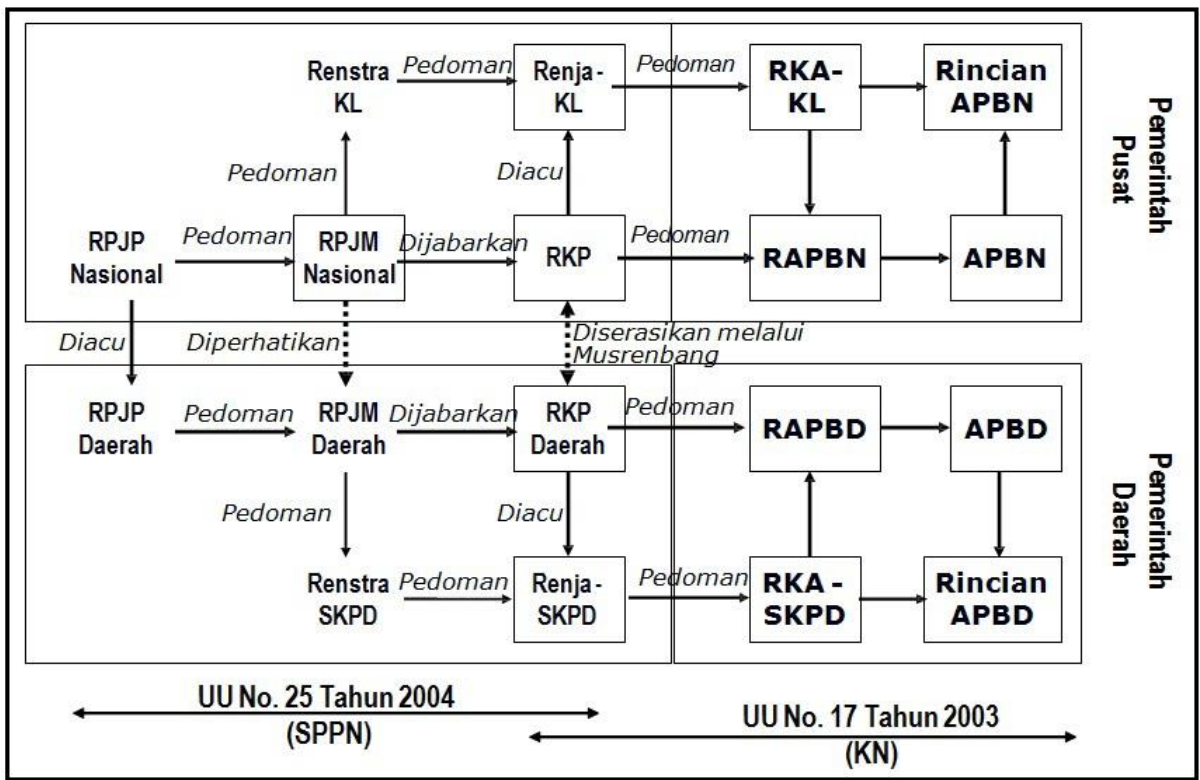 Renstra
KL
Pedoman
Renja-
KL
Pedoman
RKA-
KL
Rincian
APBN
Pemerintah
Pusat
Pedoman
Diacu
RPJP
Nasional
Pedoman
RPJM
Nasional
Dijabarkan
RKP
Pedoman
RAPBN
APBN
Diacu
Diperhatikan
Diserasikan melalui
Musrenbang
RPJP
Daerah
Pedoman
RPJM
Daerah
Dijabarkan
RKP
Daerah
Pedoman
RAPBD
APBD
Pemerintah
Daerah
Pedoman
Diacu
Renstra
SKPD
Pedoman
Renja-
SKPD
Pedoman
RKA -
SKPD
Rincian
APBD
UU No. 25 Tahun 2004
(SPPN)
UU No. 17 Tahun 2003
(KN)